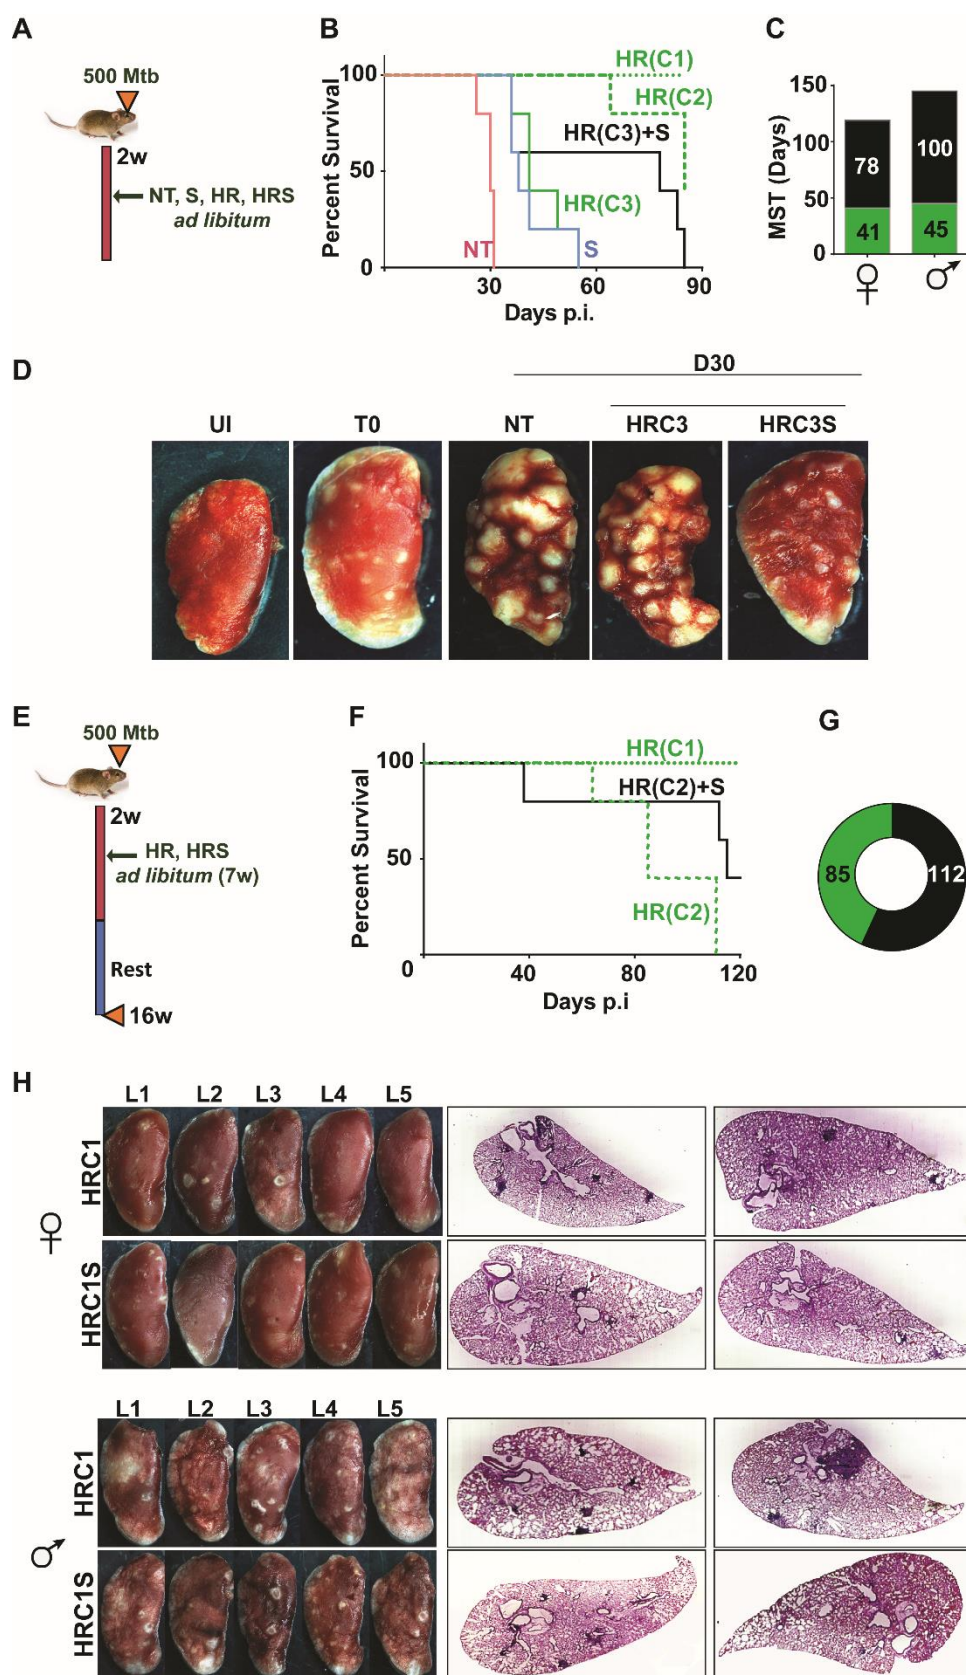 A
500 Mtb
2w
NT, S, HR, HRS
ad libitum
B
Percent Survival
100
50
0
30
60
90
Days p.i.
HR(C1)
HR(C2)
HR(C3)+S
HR(C3)
NT
S
C
MST (Days)
150
100
50
0
78
100
41
45
♀
♂
D
D30
UI
T0
NT
HRC3
HRC3S
E
500 Mtb
2w
HR, HRS
ad libitum (7w)
Rest
16w
F
Percent Survival
100
50
0
40
80
120
Days p.i
HR(C1)
HR(C2)+S
HR(C2)
G
85
112
H
L1 L2 L3 L4 L5
♀
HRC1
HRC1S
L1 L2 L3 L4 L5
♂
HRC1
HRC1S